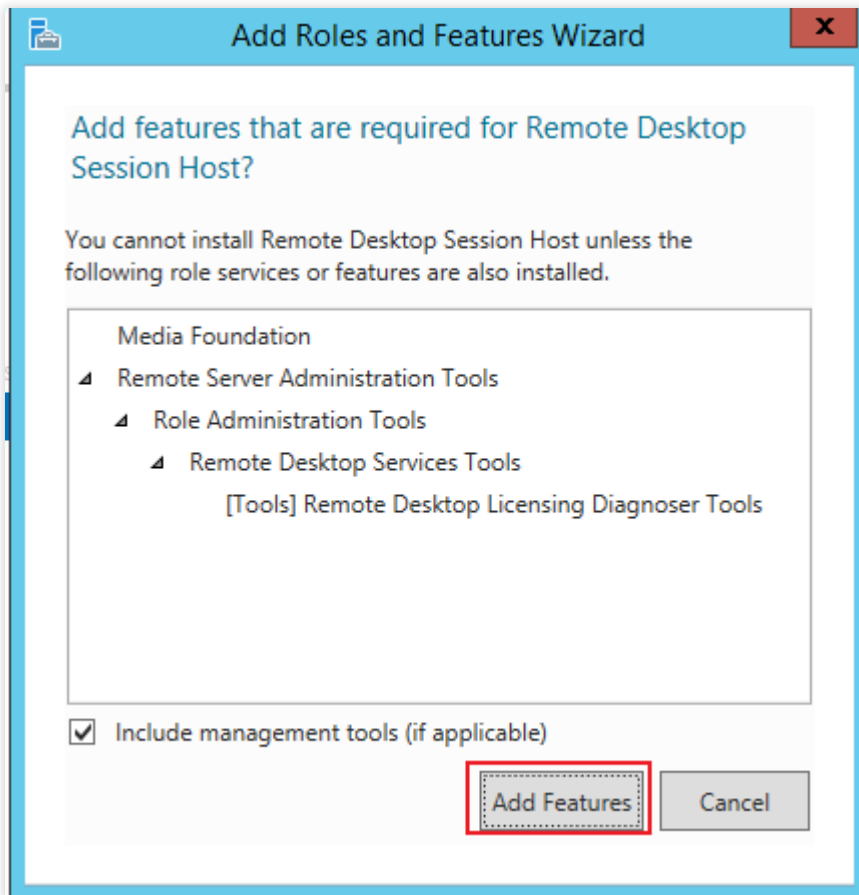 Add Roles and Features Wizard
x
Add features that are required for Remote Desktop
Session Host?
You cannot install Remote Desktop Session Host unless the
following role services or features are also installed.
Media Foundation
Remote Server Administration Tools
Role Administration Tools
Remote Desktop Services Tools
[Tools] Remote Desktop Licensing Diagnoser Tools
Include management tools (if applicable)
Add Features
Cancel